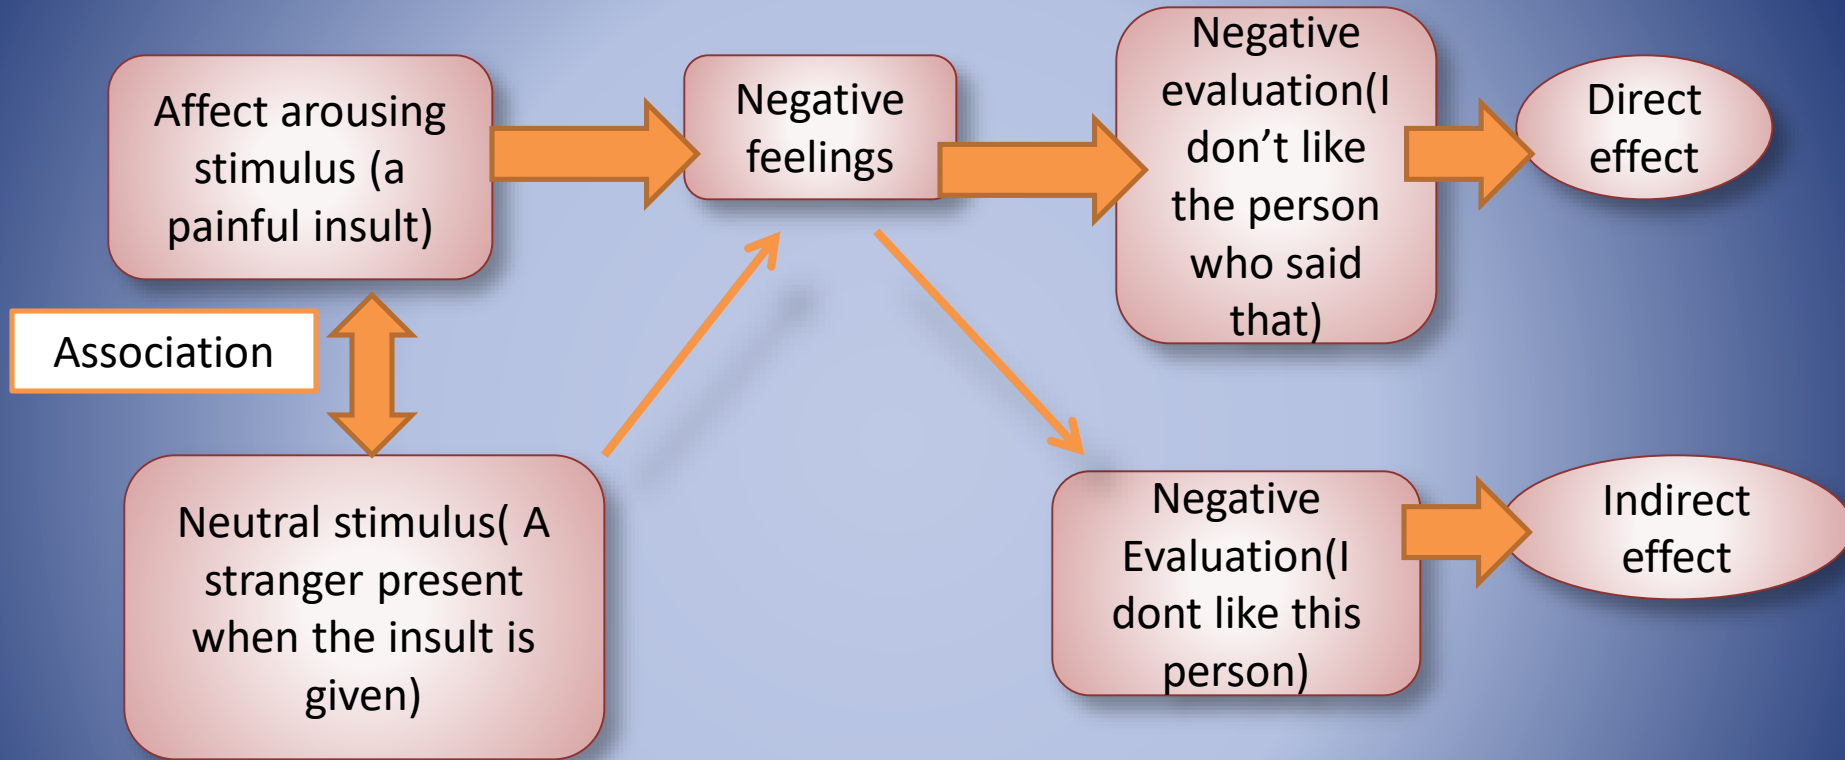 Affect arousing
stimulus (a
painful insult)
Negative
feelings
Negative
evaluation(I
don’t like
the person
who said
that)
Direct
effect
Association
Neutral stimulus( A
stranger present
when the insult is
given)
Negative
Evaluation(I
dont like this
person)
Indirect
effect